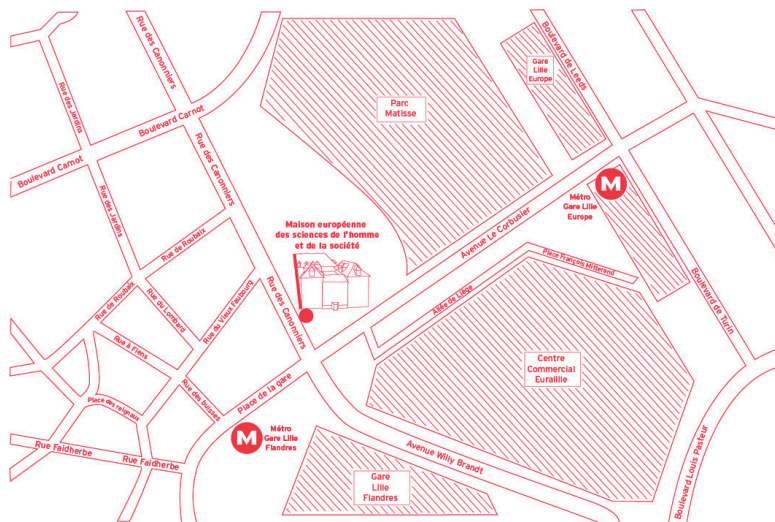 Rue des Canonniers
Boulevard de Leeds
Gare
Lille
Europe
Rue des Jardins
Parc
Matisse
Boulevard Carnot
Boulevard Carnot
Rue des Canonniers
Rue des Jardins
M
Métro
Gare Lille
Europe
Maison européenne
des sciences de l'homme
et de la société
Avenue Le Corbusier
Rue de Roubaix
Place François Mitterand
Rue de Roubaix
Rue du Lombard
Rue du Vieux Faubourg
Rue des Canonniers
Allée de Liège
Boulevard de Turin
Rue à Fiens
Centre
Commercial
Euralille
Rue des buisses
Place de la gare
Place des reignaux
M
Métro
Gare Lille
Flandres
Rue Faidherbe
Rue Faidherbe
Avenue Willy Brandt
Boulevard Louis Pasteur
Gare
Lille
Flandres